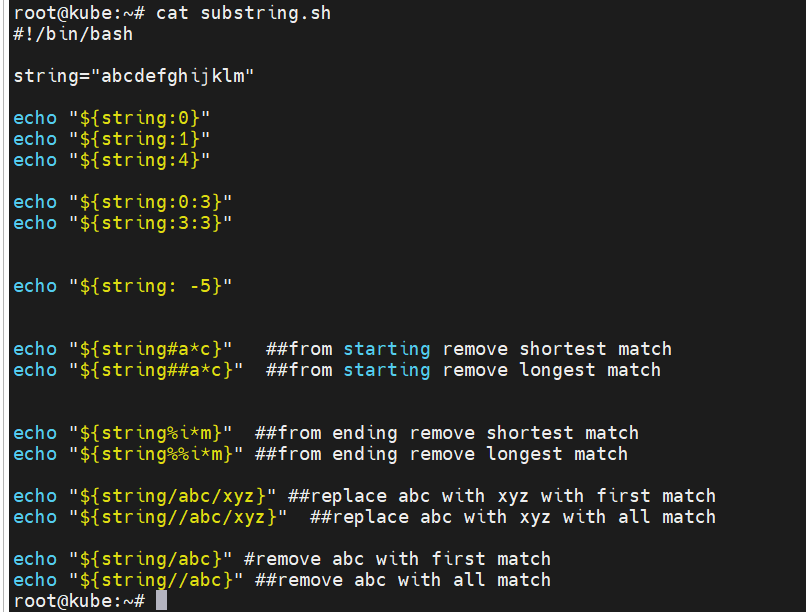 root@kube:~# cat substring.sh
#!/bin/bash
string="abcdefghijklm"
echo "${string:0}"
echo "${string:1}"
echo "${string:4}"
echo "${string:0:3}"
echo "${string:3:3}"
echo "${string: -5}"
echo "${string#a*c}"   ##from starting remove shortest match
echo "${string##a*c}"  ##from starting remove longest match
echo "${string%i*m}"  ##from ending remove shortest match
echo "${string%%i*m}" ##from ending remove longest match
echo "${string/abc/xyz}" ##replace abc with xyz with first match
echo "${string//abc/xyz}"  ##replace abc with xyz with all match
echo "${string/abc}" #remove abc with first match
echo "${string//abc}" ##remove abc with all match
root@kube:~#